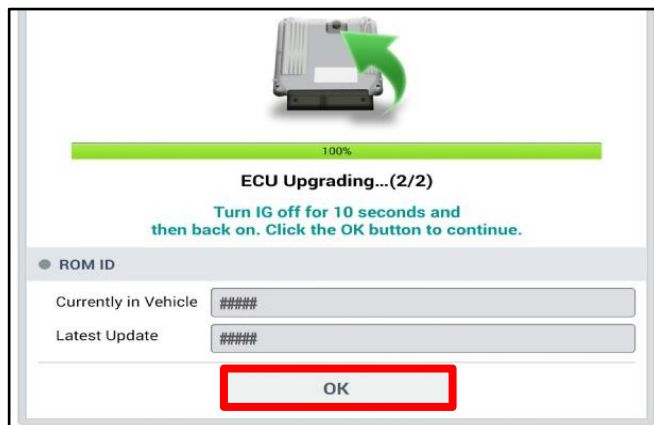 100%
ECU Upgrading...(2/2)
Turn IG off for 10 seconds and
then back on. Click the OK button to continue.
ROM ID
Currently in Vehicle #####
Latest Update #####
OK